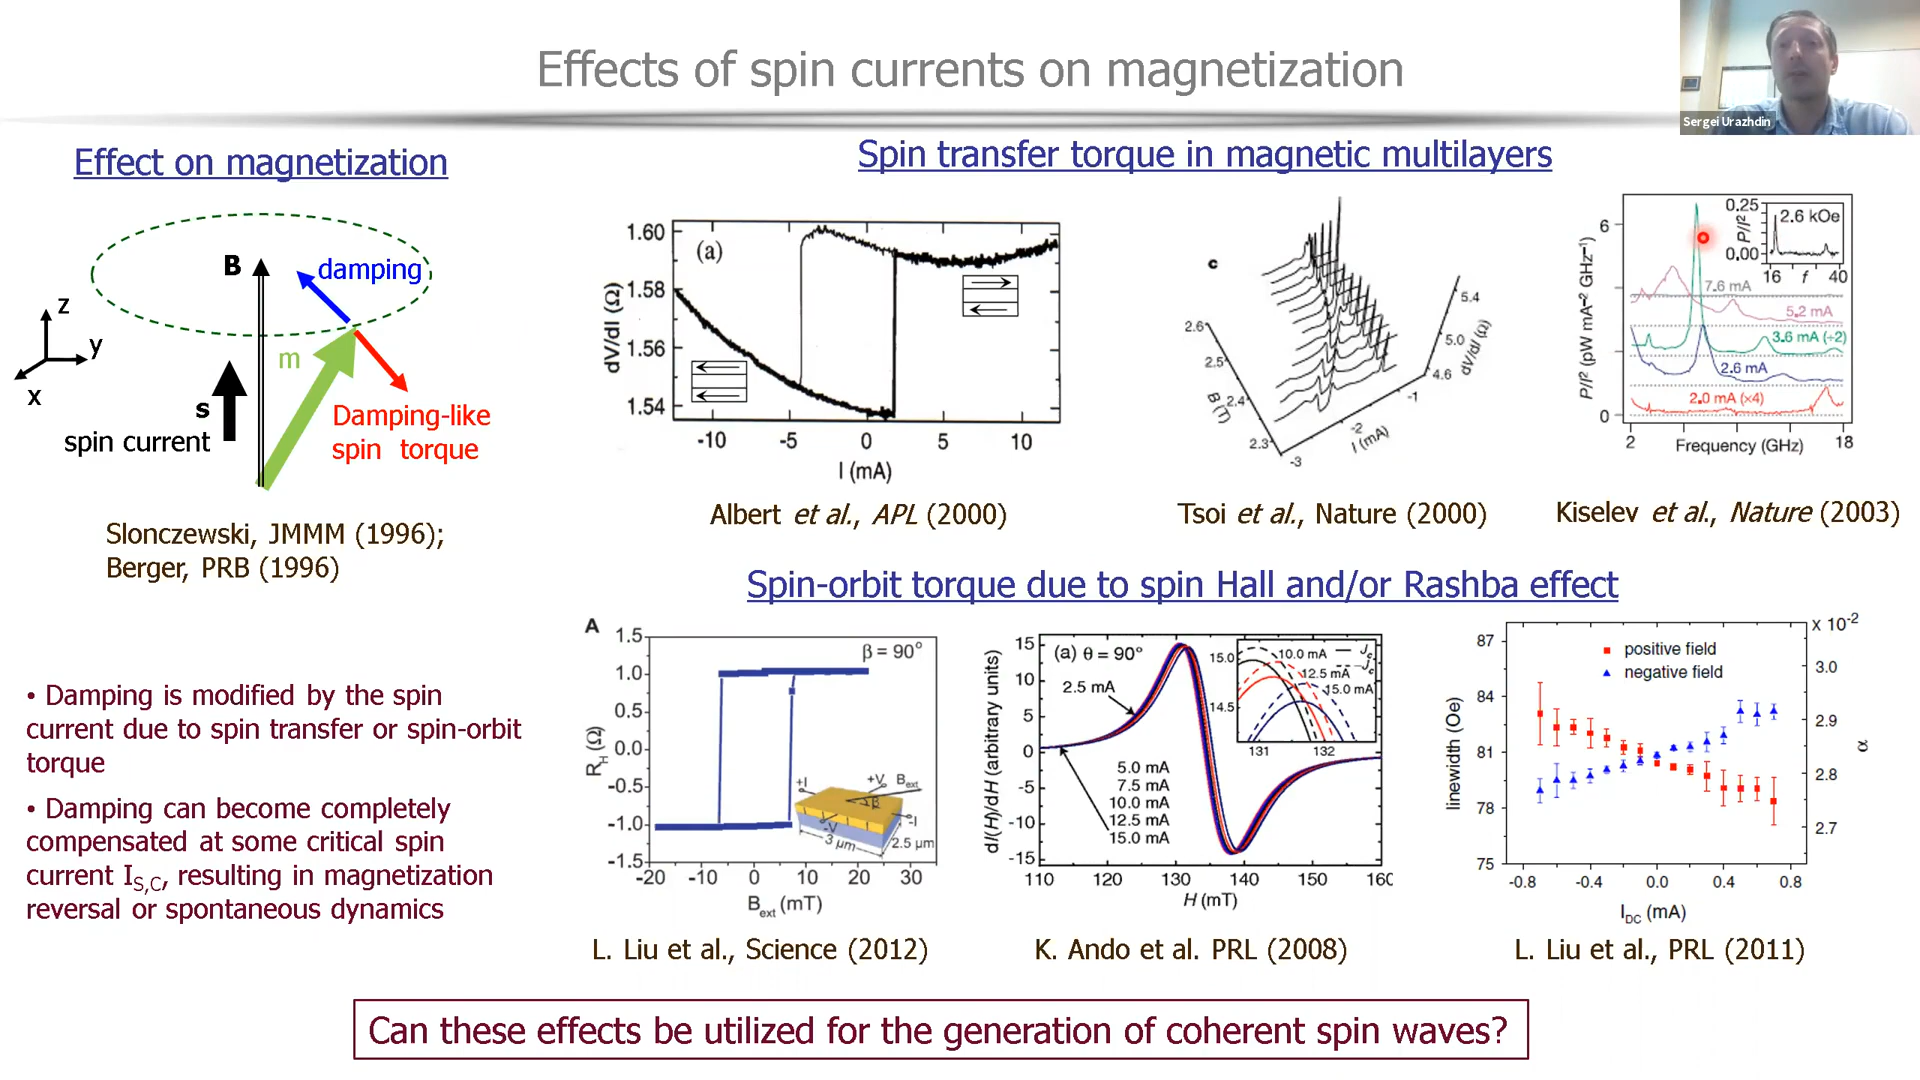 Effects of spin currents on magnetization
Sergei Urazhdin
Effect on magnetization
B
damping
z
y
x
m
s
spin current
Damping-like
spin torque
Slonczewski, JMMM (1996);
Berger, PRB (1996)
• Damping is modified by the spin
current due to spin transfer or spin-orbit
torque
• Damping can become completely
compensated at some critical spin
current I_S,C, resulting in magnetization
reversal or spontaneous dynamics
Spin transfer torque in magnetic multilayers
(a)
1.60
1.58
1.56
1.54
dV/dI (Ω)
-10 -5 0 5 10
I (mA)
Albert et al., APL (2000)
c
2.6
2.5
2.4
2.3
B (T)
-3
-2
-1
I (mA)
5.4
5.0
4.6
dV/dI (Ω)
Tsoi et al., Nature (2000)
6
0
P/I² (pW mA⁻² GHz⁻¹)
0.25
0.00
P/I²
2.6 kOe
16 f 40
7.6 mA
5.2 mA
3.6 mA (÷2)
2.6 mA
2.0 mA (×4)
2 Frequency (GHz) 18
Kiselev et al., Nature (2003)
Spin-orbit torque due to spin Hall and/or Rashba effect
A
1.5
1.0
0.5
0.0
-0.5
-1.0
-1.5
R_H (Ω)
β = 90°
+I
+V
B_ext
β
-V
-I
3 μm
2.5 μm
-20 -10 0 10 20 30
B_ext (mT)
L. Liu et al., Science (2012)
15
10
5
0
-5
-10
-15
dI(H)/dH (arbitrary units)
(a) θ = 90°
2.5 mA
5.0 mA
7.5 mA
10.0 mA
12.5 mA
15.0 mA
15.0
14.5
10.0 mA
12.5 mA
15.0 mA
J_c
131 132
110 120 130 140 150 160
H (mT)
K. Ando et al. PRL (2008)
87
84
81
78
75
linewidth (Oe)
positive field
negative field
x 10⁻²
3.0
2.9
2.8
2.7
α
-0.8 -0.4 0.0 0.4 0.8
I_DC (mA)
L. Liu et al., PRL (2011)
Can these effects be utilized for the generation of coherent spin waves?